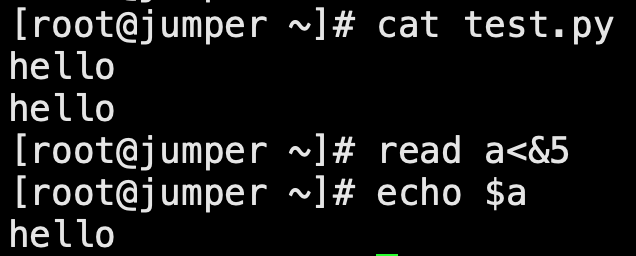 [root@jumper ~]# cat test.py
hello
hello
[root@jumper ~]# read a<&5
[root@jumper ~]# echo $a
hello